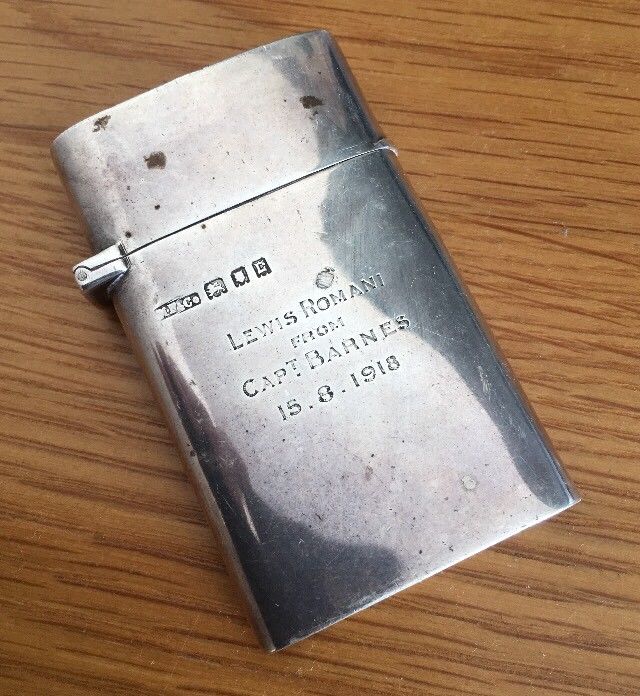 LEWIS ROMANI
FROM
CAPT. BARNES
15.8.1918